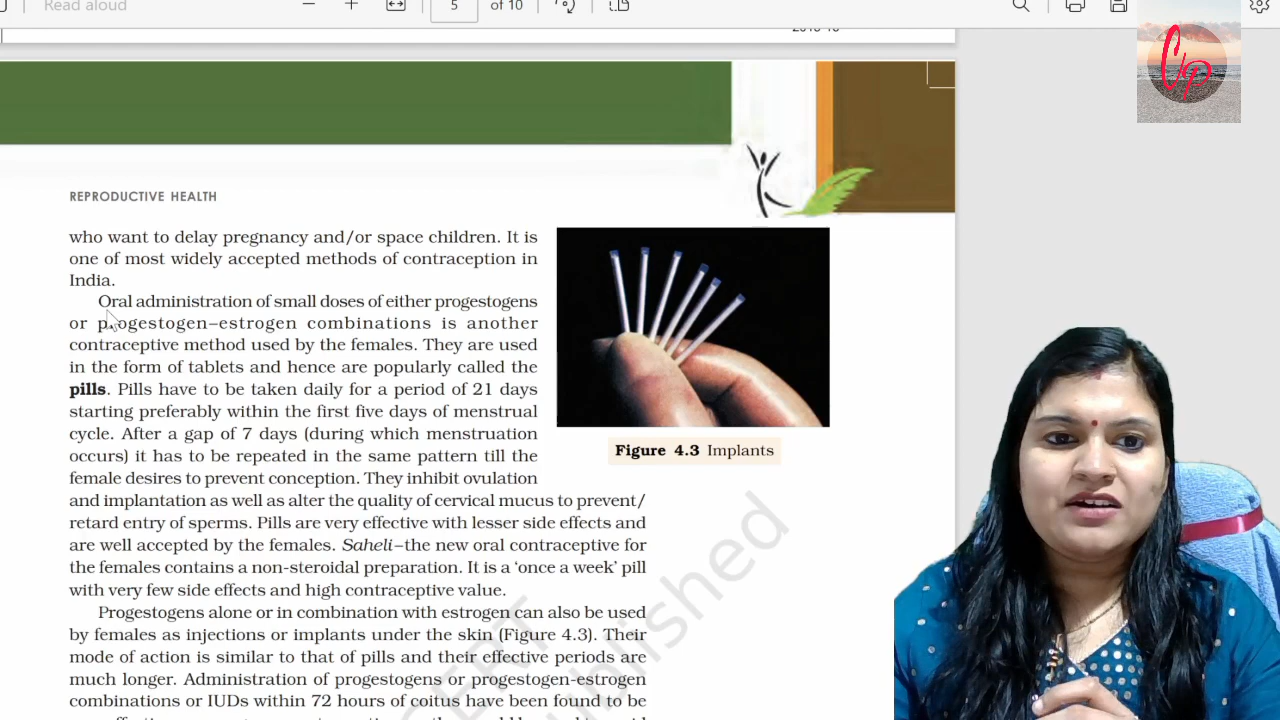 Read aloud
5
of 10
REPRODUCTIVE HEALTH
who want to delay pregnancy and/or space children. It is
one of most widely accepted methods of contraception in
India.
Oral administration of small doses of either progestogens
or progestogen–estrogen combinations is another
contraceptive method used by the females. They are used
in the form of tablets and hence are popularly called the
pills. Pills have to be taken daily for a period of 21 days
starting preferably within the first five days of menstrual
cycle. After a gap of 7 days (during which menstruation
occurs) it has to be repeated in the same pattern till the
female desires to prevent conception. They inhibit ovulation
and implantation as well as alter the quality of cervical mucus to prevent/
retard entry of sperms. Pills are very effective with lesser side effects and
are well accepted by the females. Saheli–the new oral contraceptive for
the females contains a non-steroidal preparation. It is a ‘once a week’ pill
with very few side effects and high contraceptive value.
Progestogens alone or in combination with estrogen can also be used
by females as injections or implants under the skin (Figure 4.3). Their
mode of action is similar to that of pills and their effective periods are
much longer. Administration of progestogens or progestogen-estrogen
combinations or IUDs within 72 hours of coitus have been found to be
Figure 4.3 Implants
CP